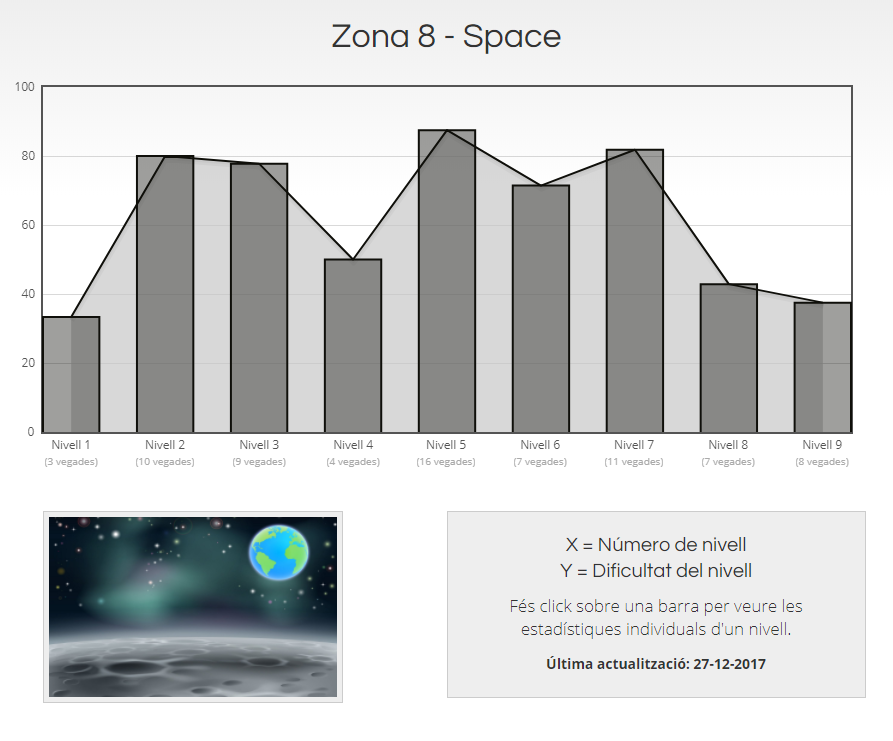 Zona 8 - Space
100
80
60
40
20
0
Nivell 1 Nivell 2 Nivell 3 Nivell 4 Nivell 5 Nivell 6 Nivell 7 Nivell 8 Nivell 9
(3 vegades) (10 vegades) (9 vegades) (4 vegades) (16 vegades) (7 vegades) (11 vegades) (7 vegades) (8 vegades)
X = Número de nivell
Y = Dificultat del nivell
Fés click sobre una barra per veure les
estadístiques individuals d'un nivell.
Última actualització: 27-12-2017